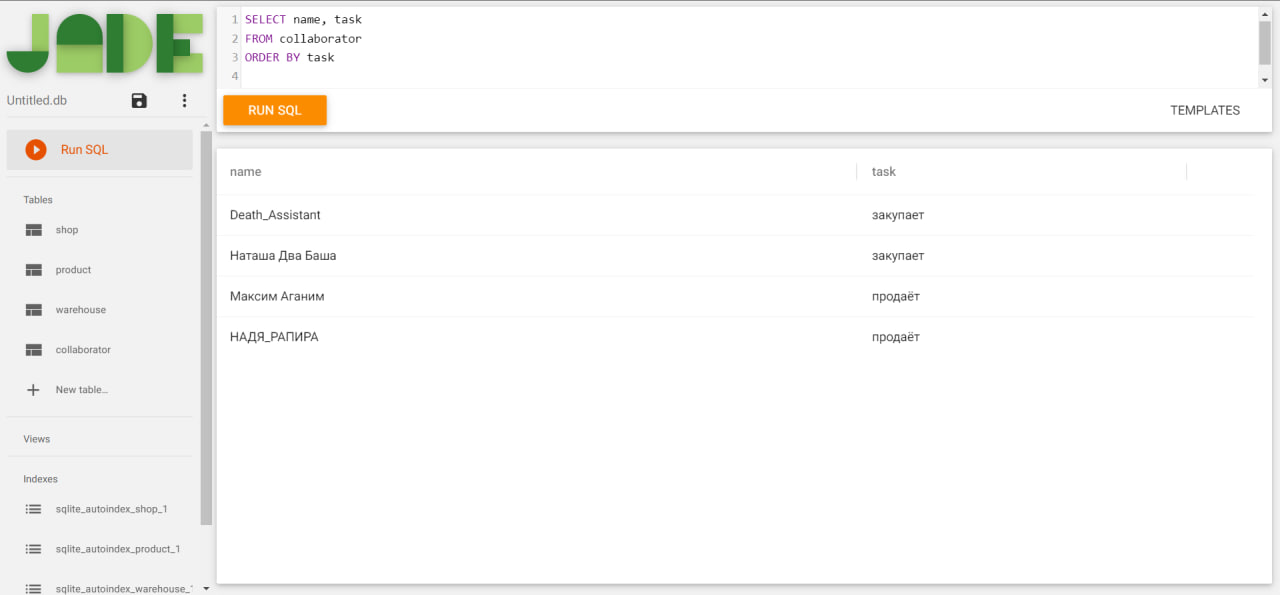 JADE
Untitled.db
Run SQL
Tables
shop
product
warehouse
collaborator
New table...
Views
Indexes
sqlite_autoindex_shop_1
sqlite_autoindex_product_1
sqlite_autoindex_warehouse_1
1 SELECT name, task
2 FROM collaborator
3 ORDER BY task
4
RUN SQL
TEMPLATES
name task
Death_Assistant закупает
Наташа Два Баша закупает
Максим Аганим продаёт
НАДЯ_РАПИРА продаёт